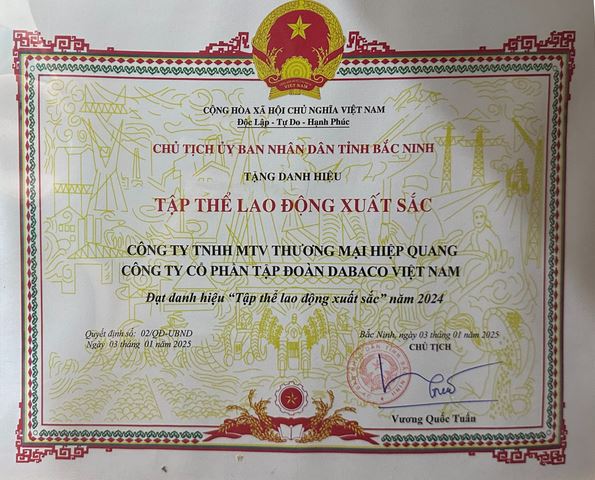 VIỆT NAM
CỘNG HÒA XÃ HỘI CHỦ NGHĨA VIỆT NAM
Độc Lập - Tự Do - Hạnh Phúc
CHỦ TỊCH ỦY BAN NHÂN DÂN TỈNH BẮC NINH
TẶNG DANH HIỆU
TẬP THỂ LAO ĐỘNG XUẤT SẮC
CÔNG TY TNHH MTV THƯƠNG MẠI HIỆP QUANG
CÔNG TY CỔ PHẦN TẬP ĐOÀN DABACO VIỆT NAM
Đạt danh hiệu “Tập thể lao động xuất sắc” năm 2024
Quyết định số: 02/QĐ-UBND
Ngày 03 tháng 01 năm 2025
Bắc Ninh, ngày 03 tháng 01 năm 2025
CHỦ TỊCH
Vương Quốc Tuấn